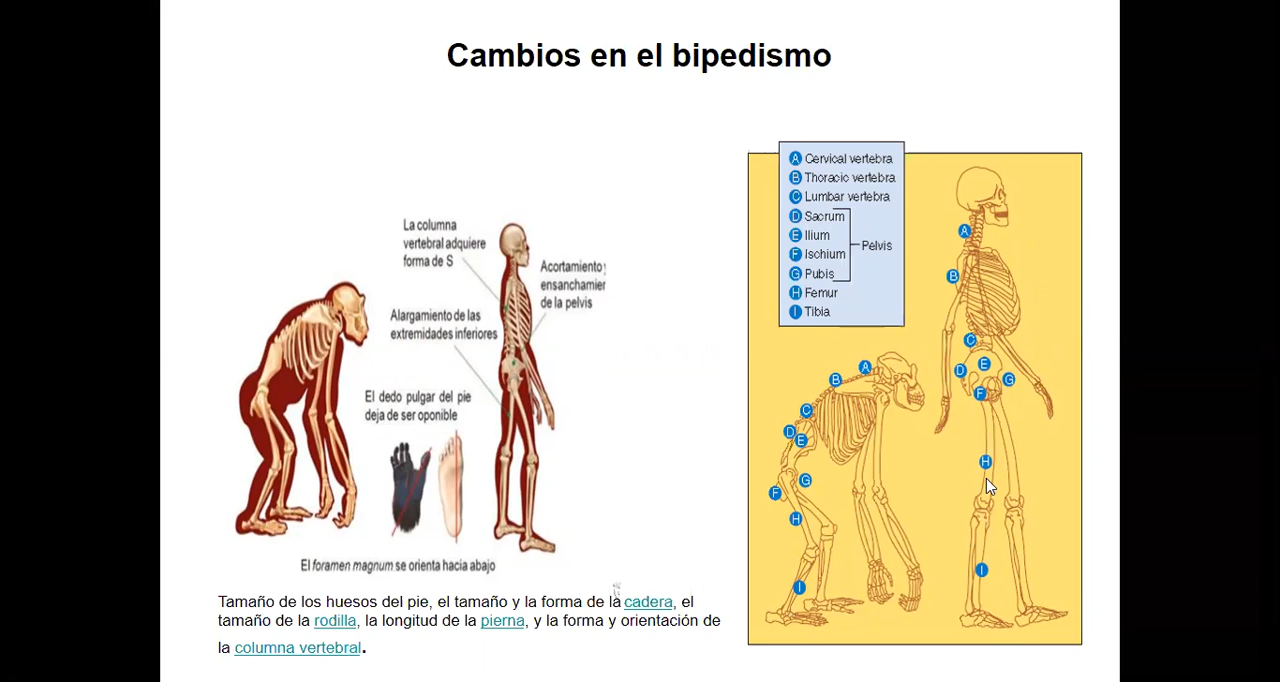 Cambios en el bipedismo
La columna
vertebral adquiere
forma de S
Acortamiento y
ensanchamier
de la pelvis
Alargamiento de las
extremidades inferiores
El dedo pulgar del pie
deja de ser oponible
El foramen magnum se orienta hacia abajo
Tamaño de los huesos del pie, el tamaño y la forma de la cadera, el
tamaño de la rodilla, la longitud de la pierna, y la forma y orientación de
la columna vertebral.
A Cervical vertebra
B Thoracic vertebra
C Lumbar vertebra
D Sacrum
E Ilium
F Ischium
G Pubis
Pelvis
H Femur
I Tibia
A
B
C
D
E
F
G
H
I
A
B
C
D
E
F
G
H
I